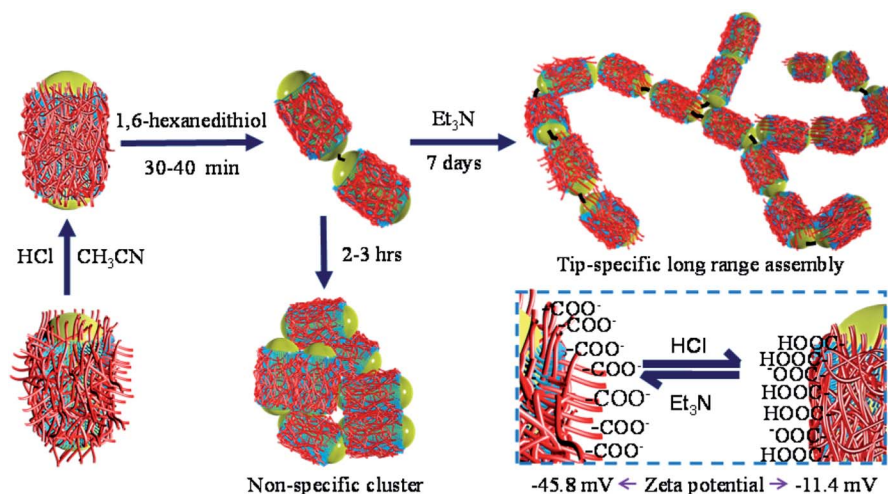 1,6-hexanedithiol
30-40 min
Et₃N
7 days
HCl CH₃CN
2-3 hrs
Tip-specific long range assembly
Non-specific cluster
-COO⁻
-COO⁻
-COO⁻
-COO⁻
-COO⁻
-COO⁻
-COO⁻
-COO⁻
HCl
Et₃N
HOOC-
HOOC-
⁻OOC-
HOOC-
HOOC-
⁻OOC-
HOOC-
-45.8 mV ← Zeta potential → -11.4 mV